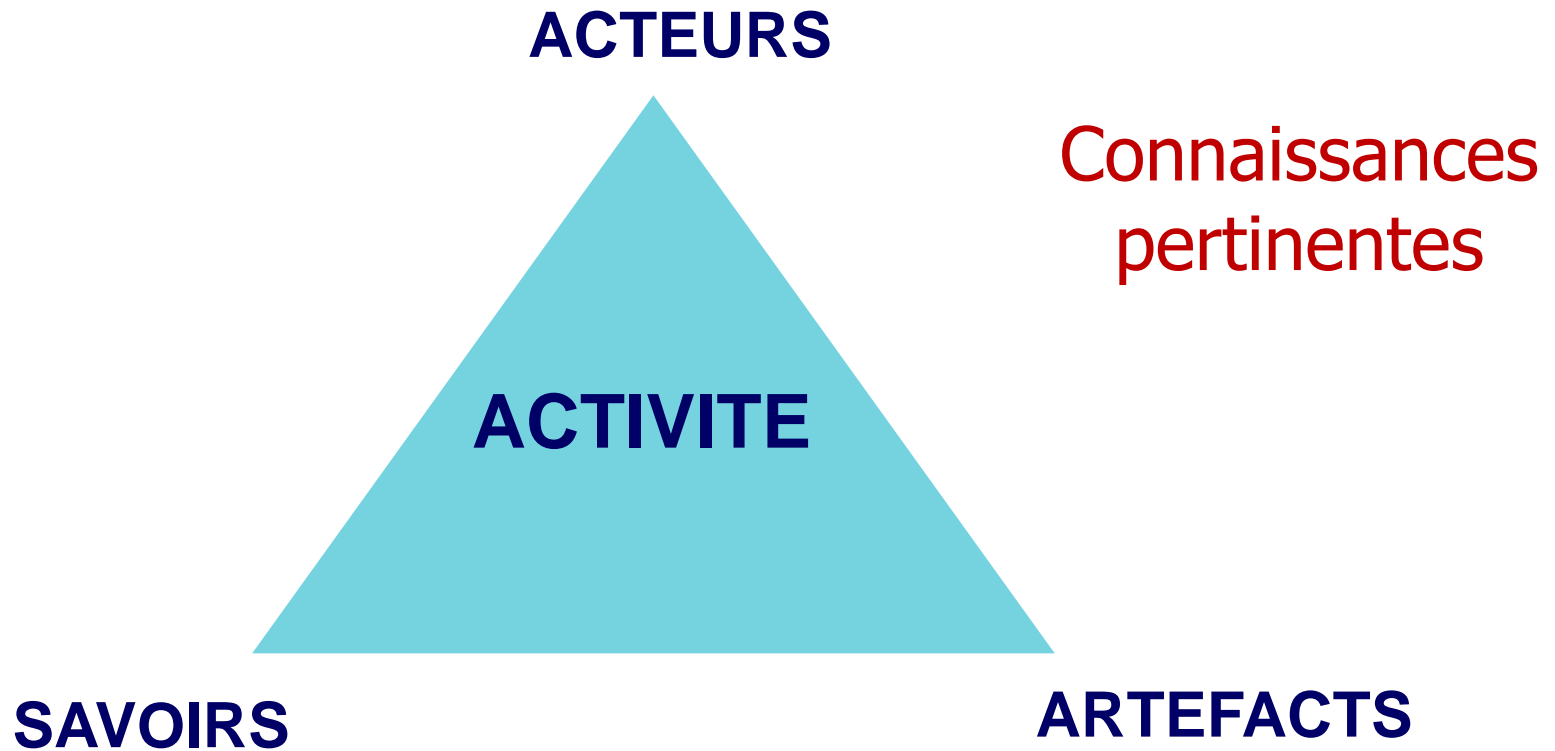 ACTEURS
Connaissances
pertinentes
ACTIVITE
SAVOIRS
ARTEFACTS